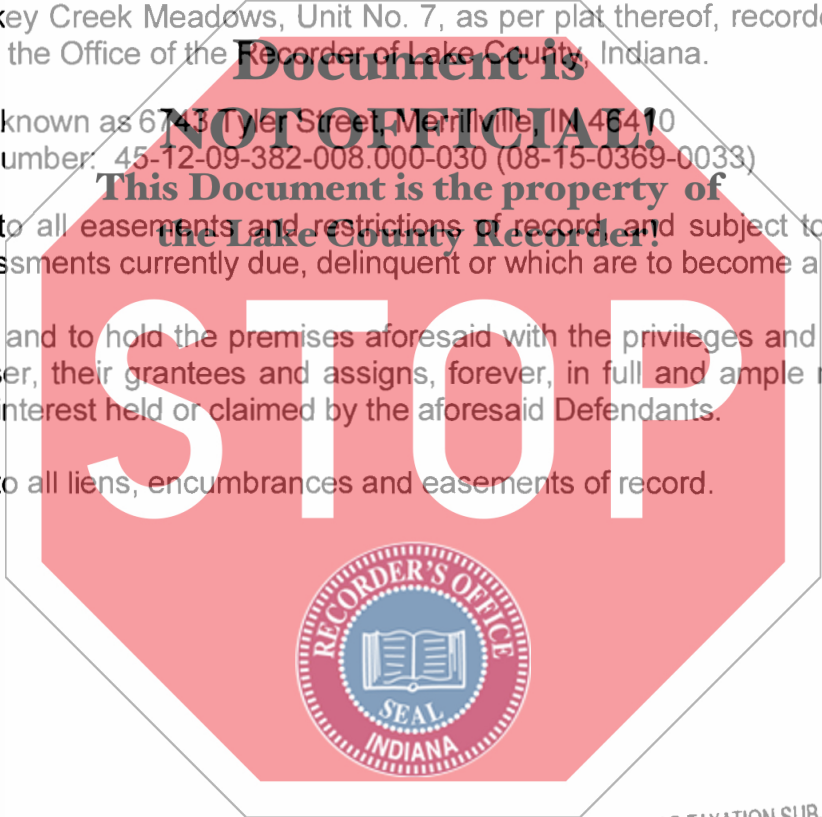 key Creek Meadows, Unit No. 7, as per plat thereof, record
the Office of the Recorder of Lake County, Indiana.
Document is
known as 6743 Tyler Street, Merrillville, IN 46410
NOT OFFICIAL!
umber: 45-12-09-382-008.000-030 (08-15-0369-0033)
This Document is the property of
to all easements and restrictions of record, and subject to
the Lake County Recorder!
ssments currently due, delinquent or which are to become a
and to hold the premises aforesaid with the privileges and
er, their grantees and assigns, forever, in full and ample
interest held or claimed by the aforesaid Defendants.
STOP
o all liens, encumbrances and easements of record.
RECORDER'S OFFICE
SEAL
INDIANA
TAXATION SUB